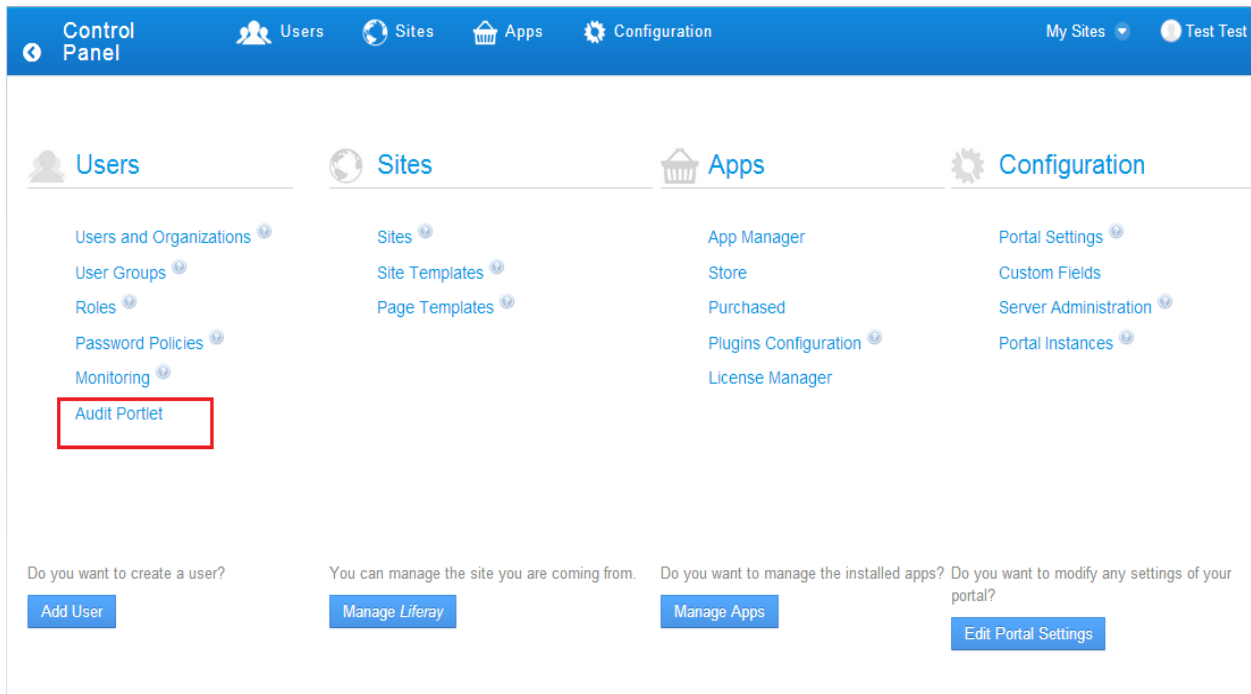 Control
Panel
Users
Sites
Apps
Configuration
My Sites
Test Test
Users
Users and Organizations
User Groups
Roles
Password Policies
Monitoring
Audit Portlet
Sites
Sites
Site Templates
Page Templates
Apps
App Manager
Store
Purchased
Plugins Configuration
License Manager
Configuration
Portal Settings
Custom Fields
Server Administration
Portal Instances
Do you want to create a user?
Add User
You can manage the site you are coming from.
Manage Liferay
Do you want to manage the installed apps?
Manage Apps
Do you want to modify any settings of your
portal?
Edit Portal Settings